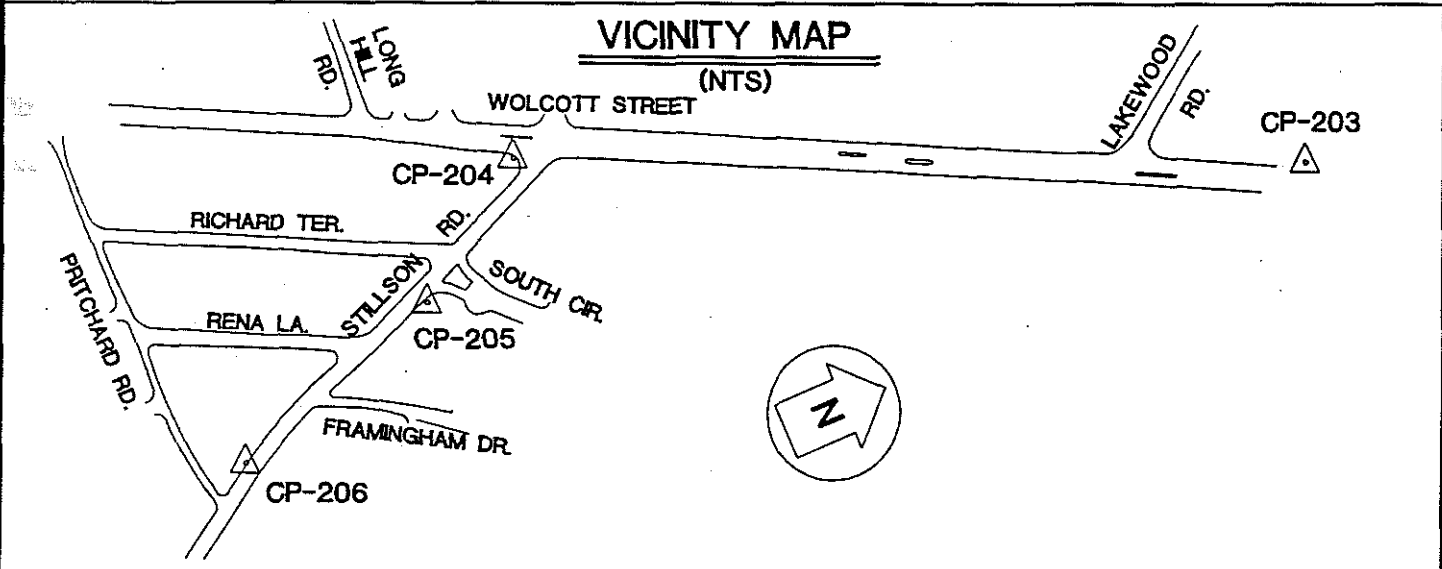 VICINITY MAP
(NTS)
LONG
HILL
RD.
WOLCOTT STREET
LAKEWOOD
RD.
CP-203
CP-204
RICHARD TER.
RD.
STILLSON
SOUTH CIR.
PRITCHARD RD.
RENA LA.
CP-205
N
FRAMINGHAM DR.
CP-206